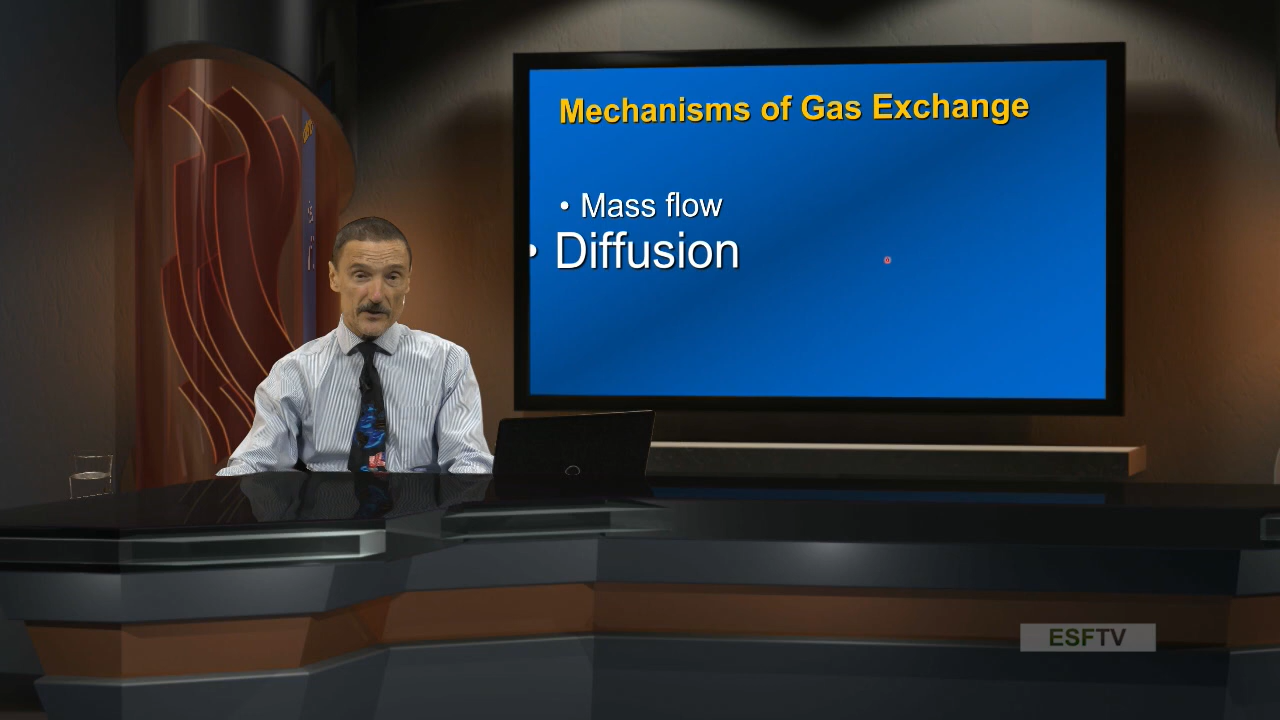 Mechanisms of Gas Exchange
• Mass flow
• Diffusion
ESFTV